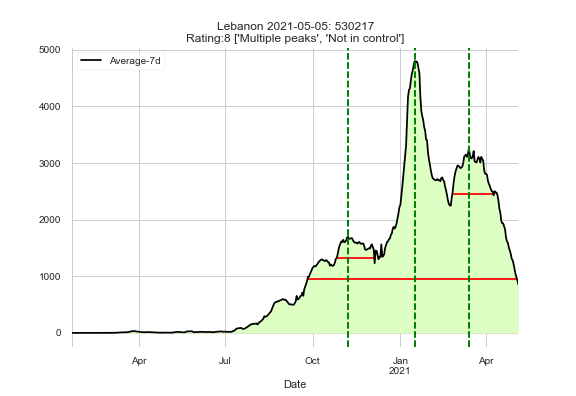 Lebanon 2021-05-05: 530217
Rating:8 ['Multiple peaks', 'Not in control']
Average-7d
5000
4000
3000
2000
1000
0
Apr Jul Oct Jan Apr
2021
Date